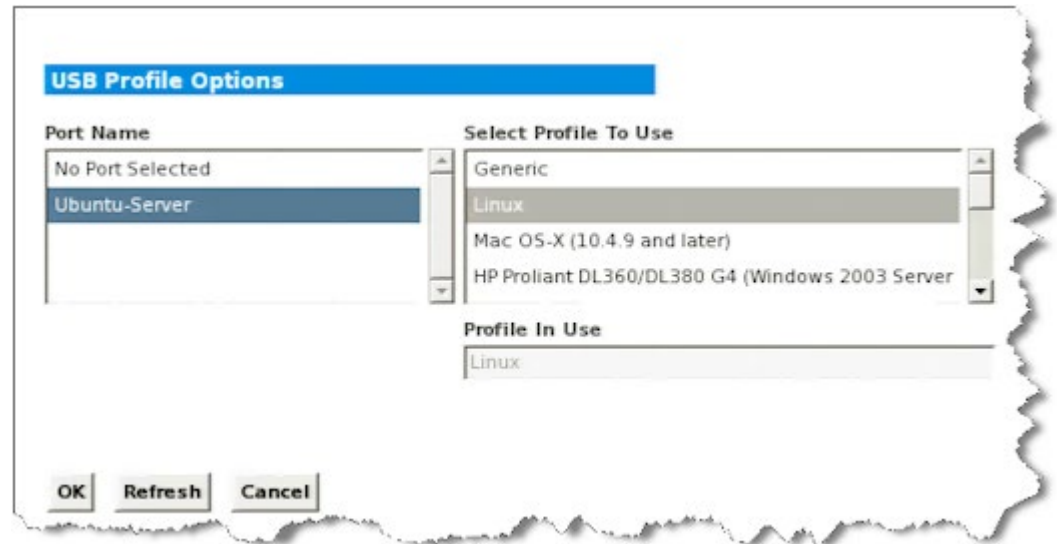 USB Profile Options
Port Name
No Port Selected
Ubuntu-Server
Select Profile To Use
Generic
Linux
Mac OS-X (10.4.9 and later)
HP Proliant DL360/DL380 G4 (Windows 2003 Server
Profile In Use
Linux
OK Refresh Cancel